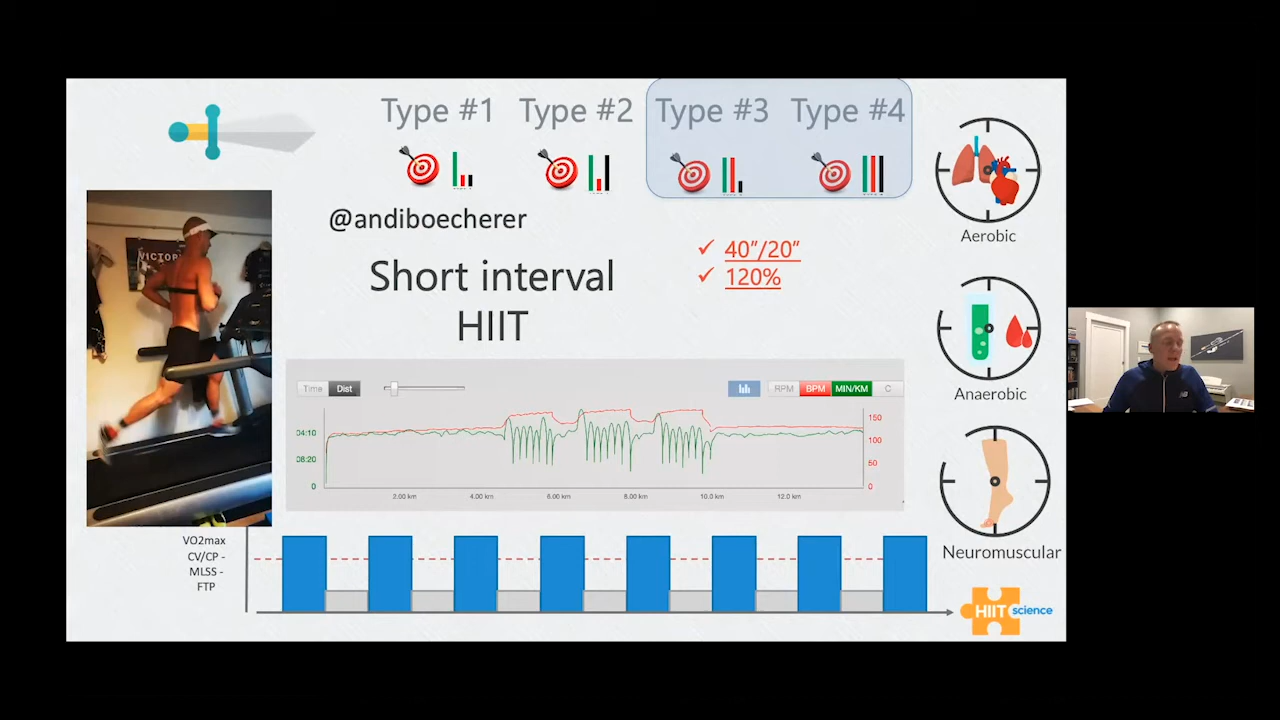 Type #1 Type #2 Type #3 Type #4
@andiboecherer
Short interval
HIIT
✓ 40”/20”
✓ 120%
VICTOR
Aerobic
Anaerobic
Neuromuscular
Time Dist
RPM BPM MIN/KM C
04:10
08:20
0
150
100
50
0
2.00 km 4.00 km 6.00 km 8.00 km 10.0 km 12.0 km
VO2max
CV/CP -
MLSS -
FTP
HIIT science